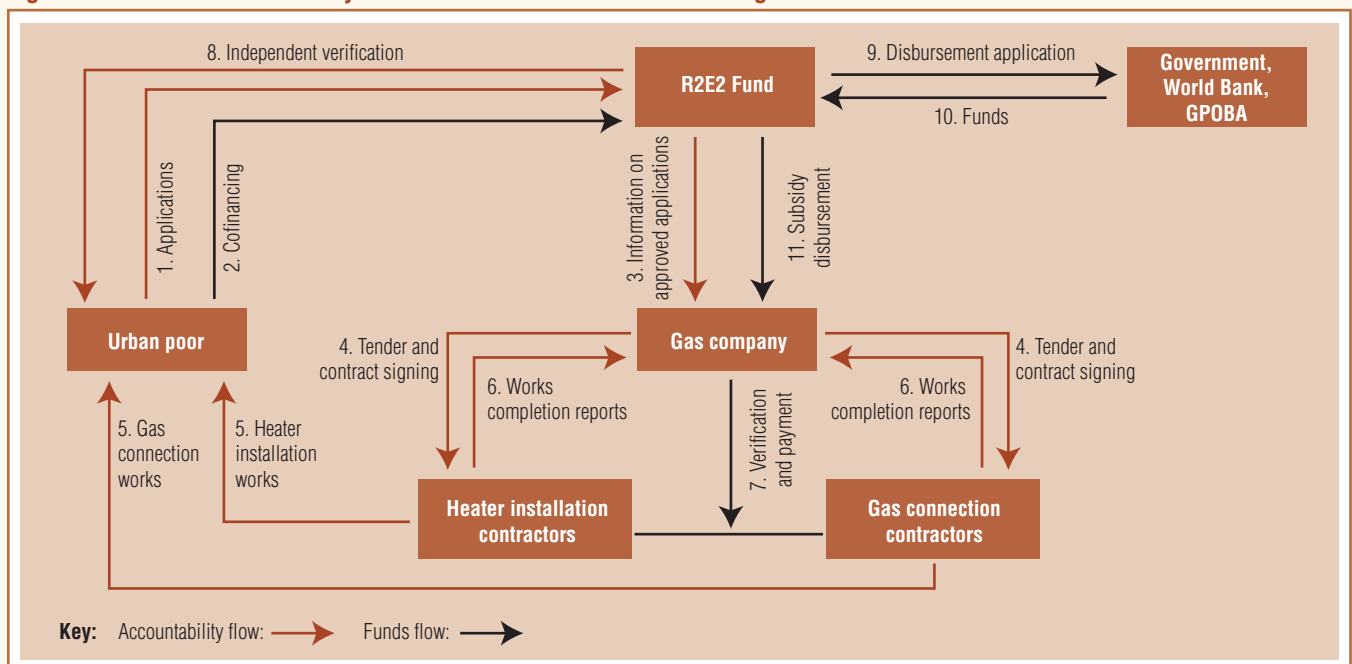 8. Independent verification
9. Disbursement application
R2E2 Fund
Government,
World Bank,
GPOBA
10. Funds
1. Applications
2. Cofinancing
3. Information on
approved applications
11. Subsidy
disbursement
Urban poor
Gas company
4. Tender and
contract signing
6. Works
completion reports
6. Works
completion reports
4. Tender and
contract signing
5. Gas
connection
works
5. Heater
installation
works
7. Verification
and payment
Heater installation
contractors
Gas connection
contractors
Key: Accountability flow: Funds flow: